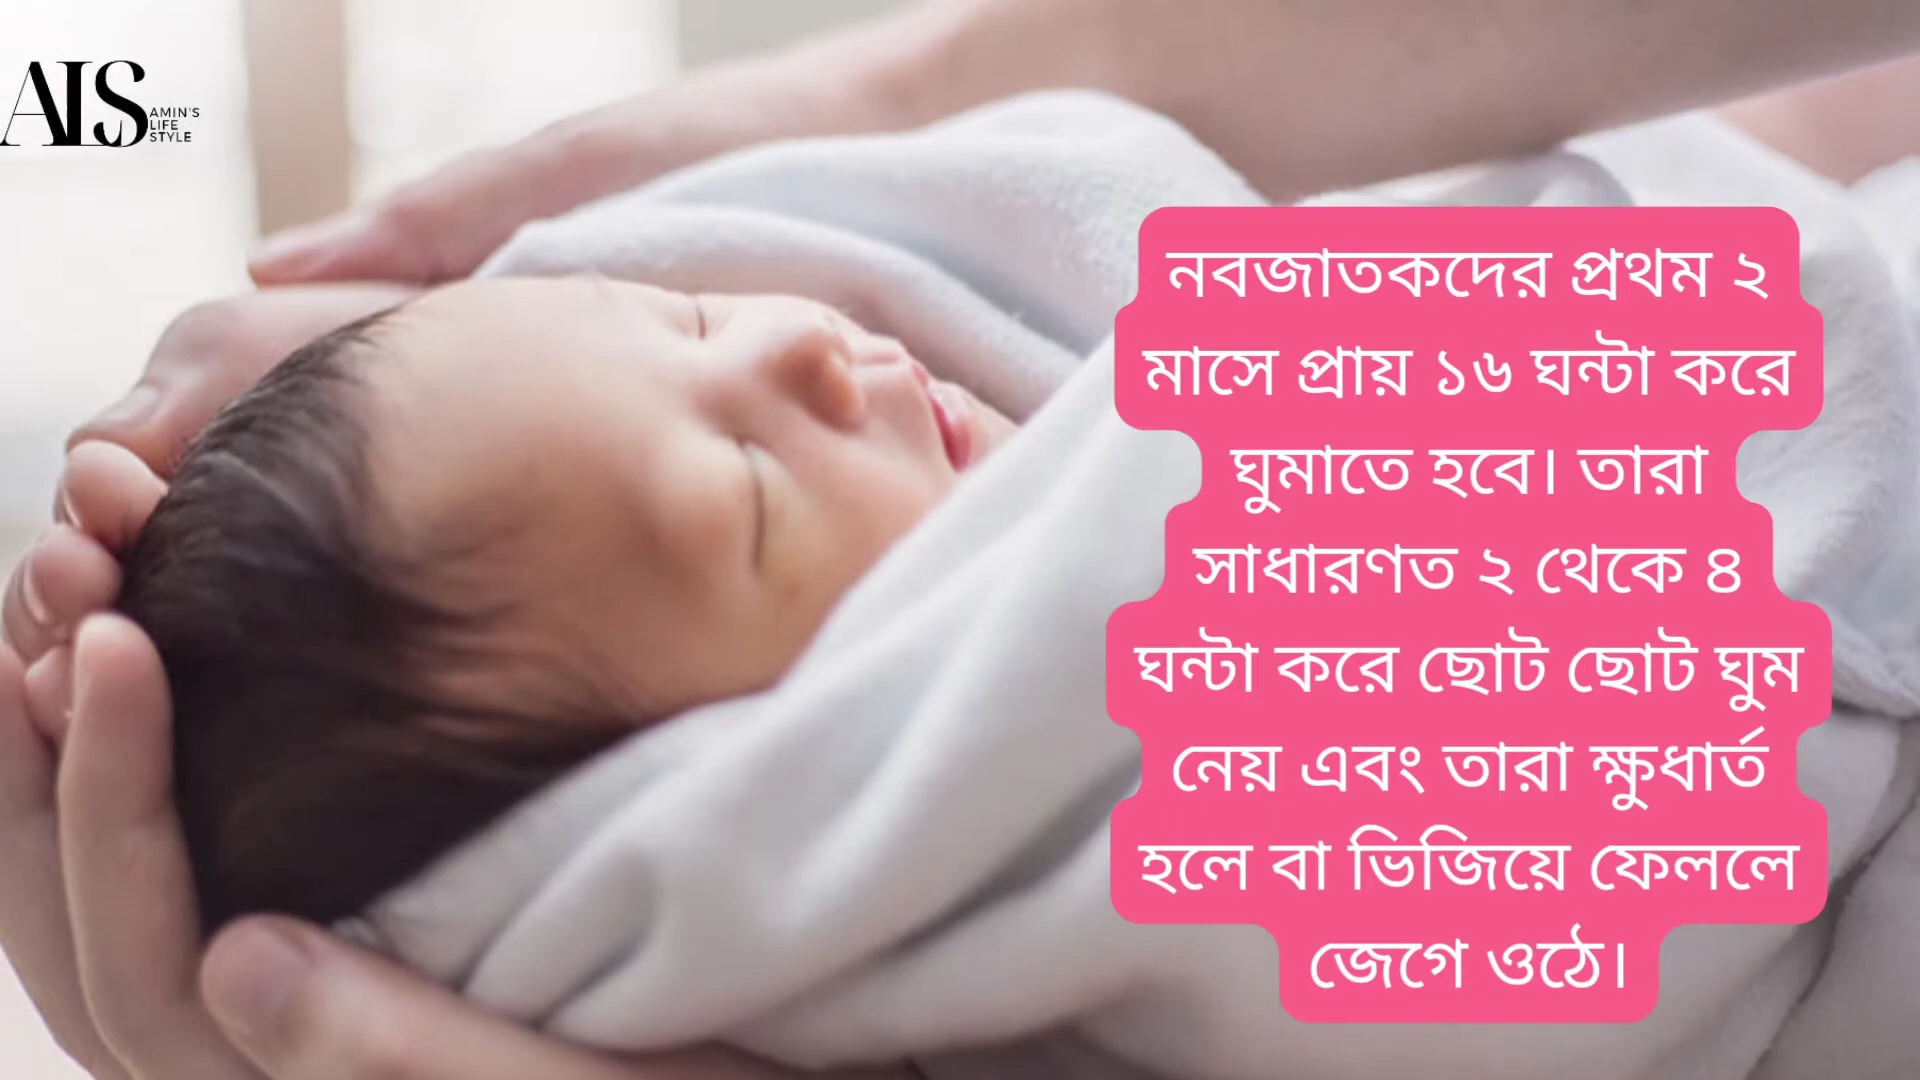 ALS
AMIN'S
LIFE
STYLE
নবজাতকদের প্রথম ২
মাসে প্রায় ১৬ ঘন্টা করে
ঘুমাতে হবে। তারা
সাধারণত ২ থেকে ৪
ঘন্টা করে ছোট ছোট ঘুম
নেয় এবং তারা ক্ষুধার্ত
হলে বা ভিজিয়ে ফেললে
জেগে ওঠে।